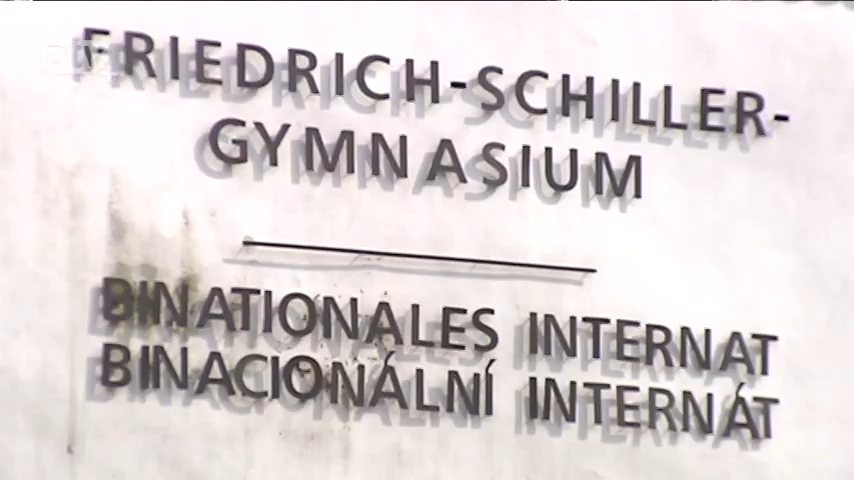 FRIEDRICH-SCHILLER-
GYMNASIUM
BINATIONALES INTERNAT
BINACIONÁLNÍ INTERNÁT